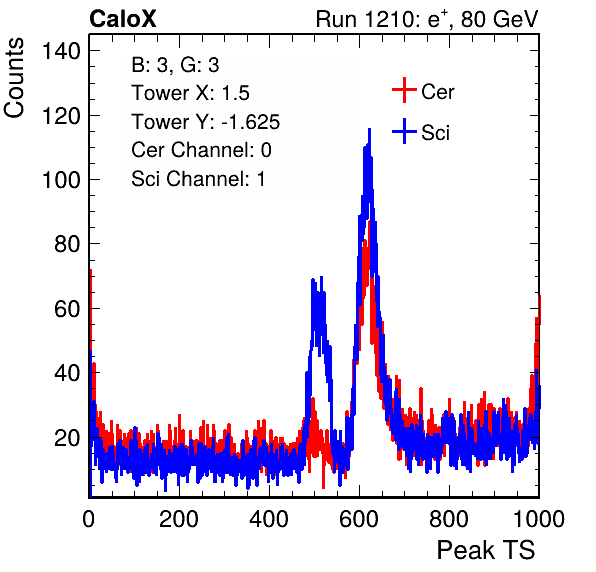 CaloX Run 1210: e⁺, 80 GeV
Counts
140
120
100
80
60
40
20
B: 3, G: 3
Tower X: 1.5
Tower Y: -1.625
Cer Channel: 0
Sci Channel: 1
Cer
Sci
0 200 400 600 800 1000
Peak TS